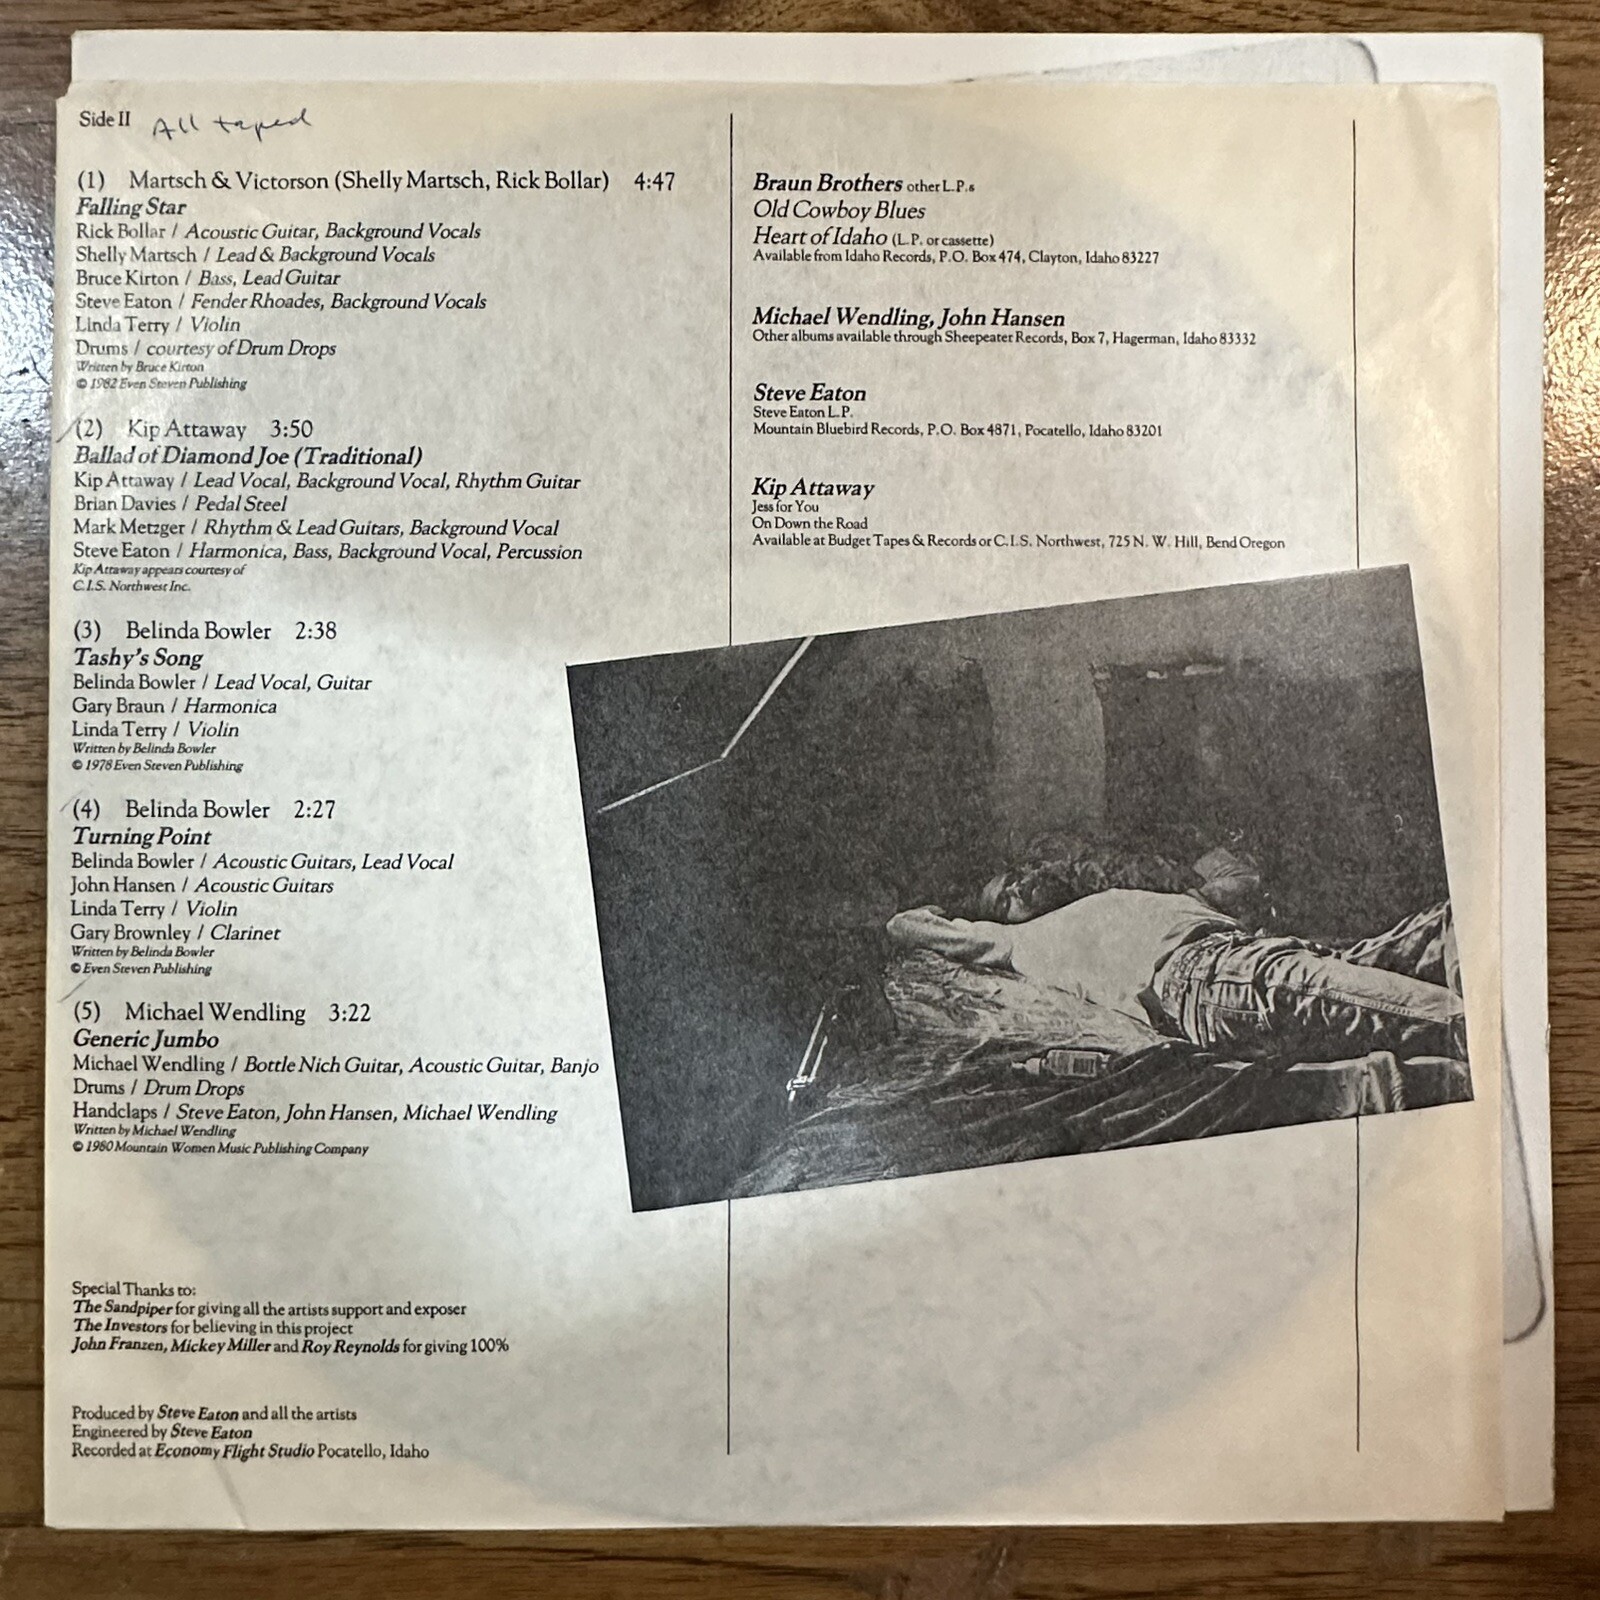 Side II All taped
(1) Martsch & Victorson (Shelly Martsch, Rick Bollar) 4:47
Falling Star
Rick Bollar / Acoustic Guitar, Background Vocals
Shelly Martsch / Lead & Background Vocals
Bruce Kirton / Bass, Lead Guitar
Steve Eaton / Fender Rhoades, Background Vocals
Linda Terry / Violin
Drums / courtesy of Drum Drops
Written by Bruce Kirton
© 1982 Even Steven Publishing
(2) Kip Attaway 3:50
Ballad of Diamond Joe (Traditional)
Kip Attaway / Lead Vocal, Background Vocal, Rhythm Guitar
Brian Davies / Pedal Steel
Mark Metzger / Rhythm & Lead Guitars, Background Vocal
Steve Eaton / Harmonica, Bass, Background Vocal, Percussion
Kip Attaway appears courtesy of
C.I.S. Northwest Inc.
(3) Belinda Bowler 2:38
Tashy's Song
Belinda Bowler / Lead Vocal, Guitar
Gary Braun / Harmonica
Linda Terry / Violin
Written by Belinda Bowler
© 1978 Even Steven Publishing
(4) Belinda Bowler 2:27
Turning Point
Belinda Bowler / Acoustic Guitars, Lead Vocal
John Hansen / Acoustic Guitars
Linda Terry / Violin
Gary Brownley / Clarinet
Written by Belinda Bowler
© Even Steven Publishing
(5) Michael Wendling 3:22
Generic Jumbo
Michael Wendling / Bottle Nich Guitar, Acoustic Guitar, Banjo
Drums / Drum Drops
Handclaps / Steve Eaton, John Hansen, Michael Wendling
Written by Michael Wendling
© 1980 Mountain Women Music Publishing Company
Special Thanks to:
The Sandpiper for giving all the artists support and exposer
The Investors for believing in this project
John Franzen, Mickey Miller and Roy Reynolds for giving 100%
Produced by Steve Eaton and all the artists
Engineered by Steve Eaton
Recorded at Economy Flight Studio Pocatello, Idaho
Braun Brothers other L.P.s
Old Cowboy Blues
Heart of Idaho (L.P. or cassette)
Available from Idaho Records, P.O. Box 474, Clayton, Idaho 83227
Michael Wendling, John Hansen
Other albums available through Sheepeater Records, Box 7, Hagerman, Idaho 83332
Steve Eaton
Steve Eaton L.P.
Mountain Bluebird Records, P.O. Box 4871, Pocatello, Idaho 83201
Kip Attaway
Jess for You
On Down the Road
Available at Budget Tapes & Records or C.I.S. Northwest, 725 N. W. Hill, Bend Oregon